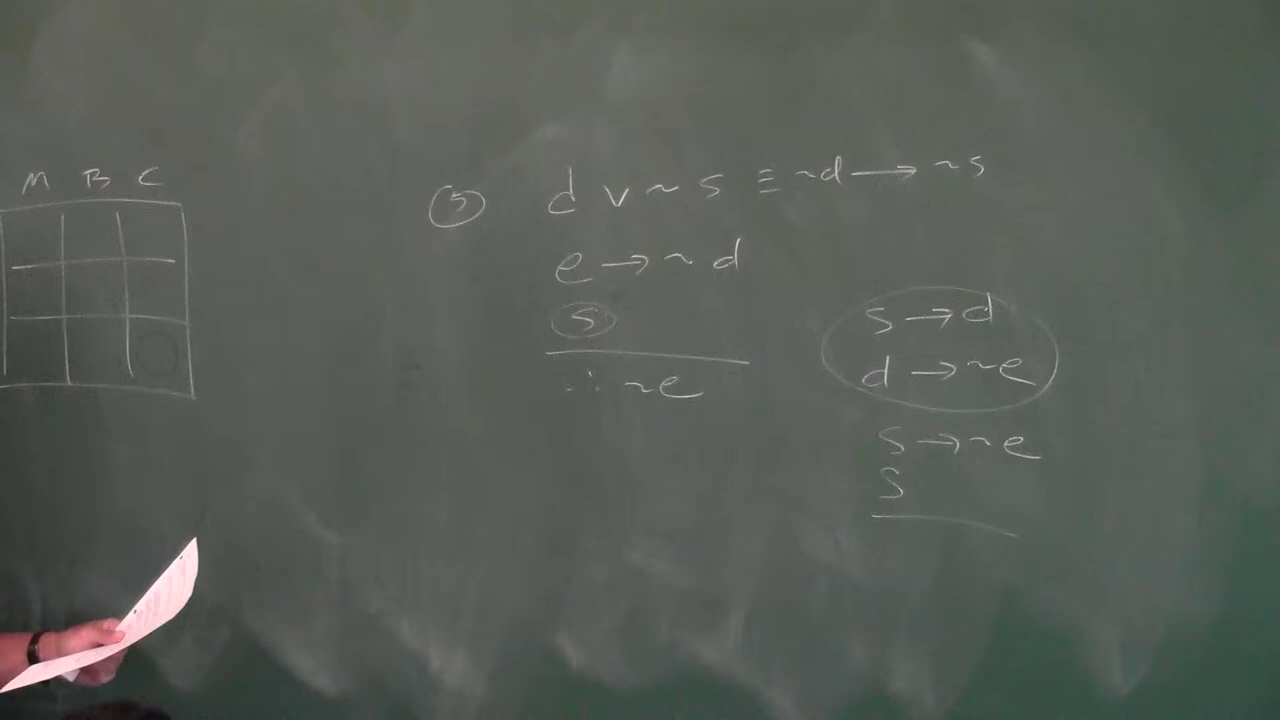 M B C
⑤ d ∨ ~s ≡ ~d → ~s
e → ~d
s
∴ ~e
s → d
d → ~e
s → ~e
s